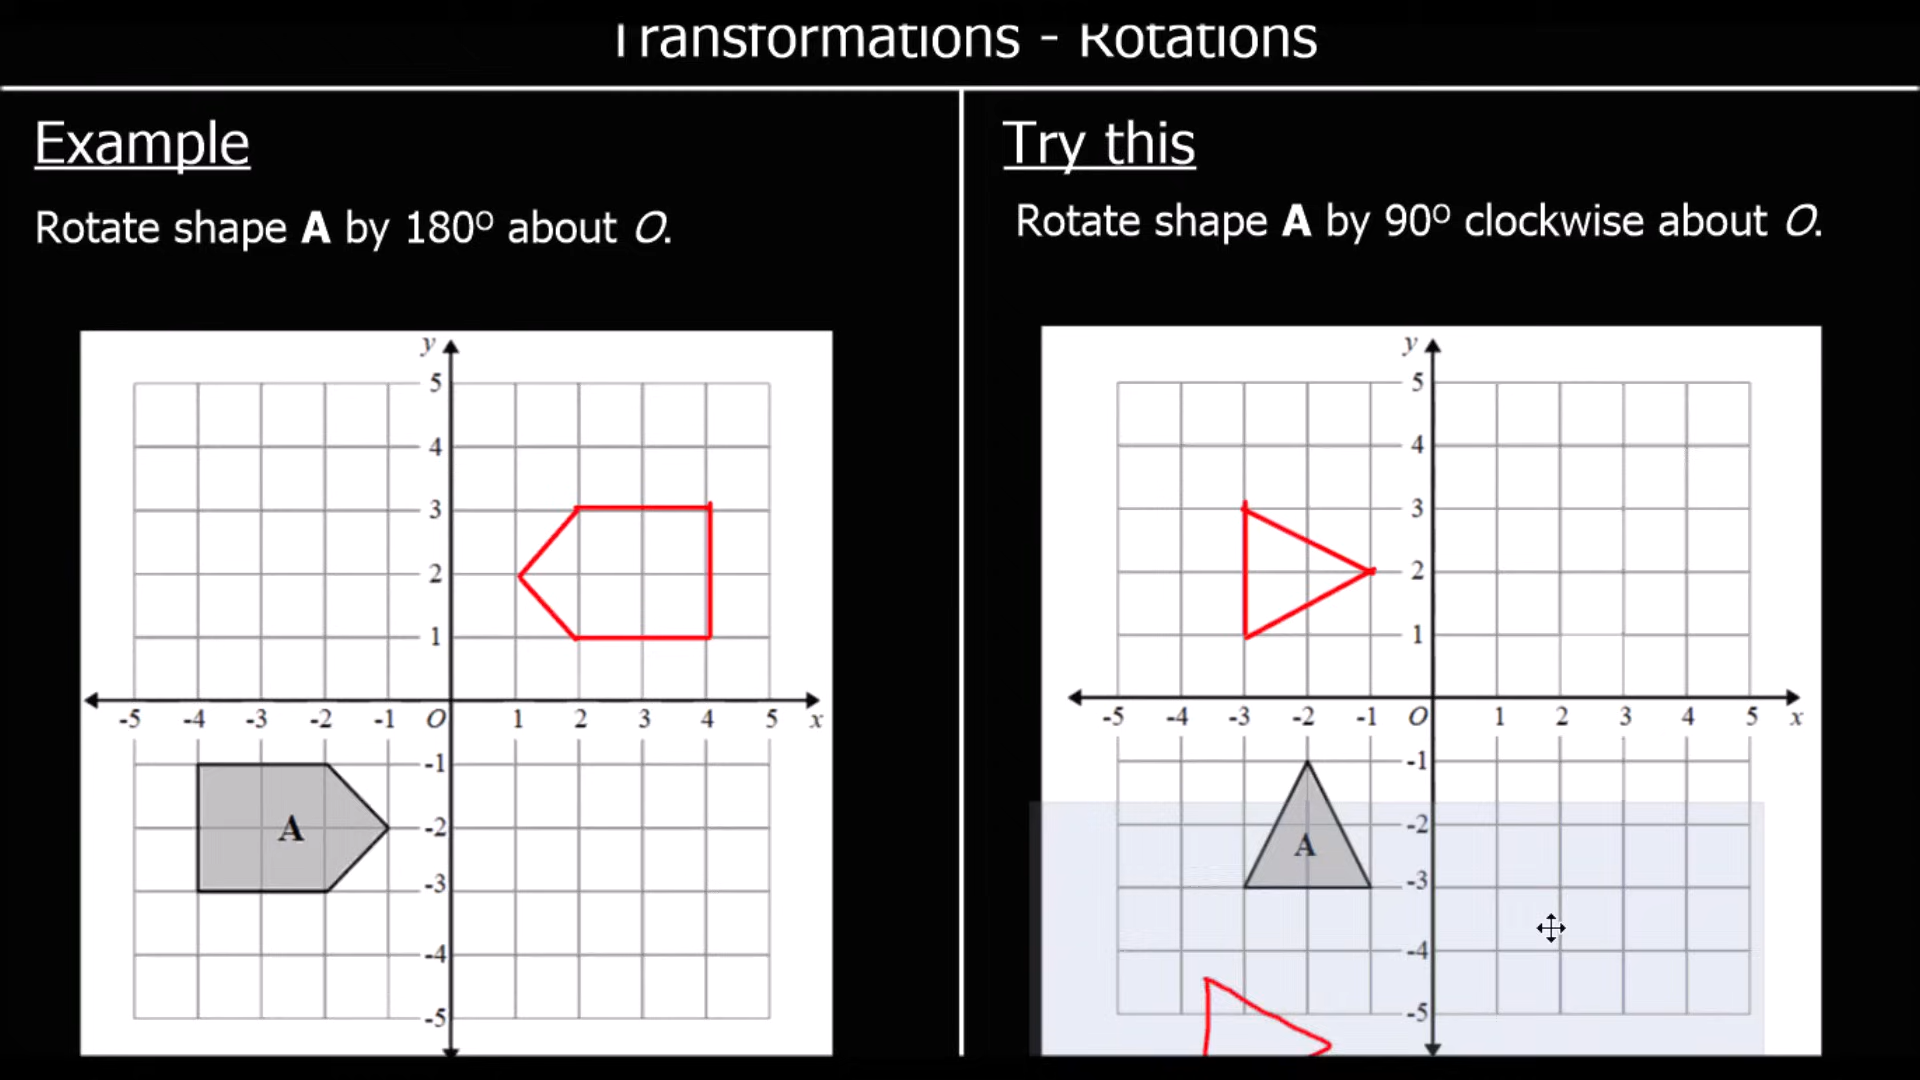 Transformations - Rotations
Example
Rotate shape A by 180º about O.
y
5
4
3
2
1
-5 -4 -3 -2 -1 O 1 2 3 4 5 x
-1
A
-2
-3
-4
-5
Try this
Rotate shape A by 90º clockwise about O.
y
5
4
3
2
1
-5 -4 -3 -2 -1 O 1 2 3 4 5 x
-1
-2
A
-3
-4
-5